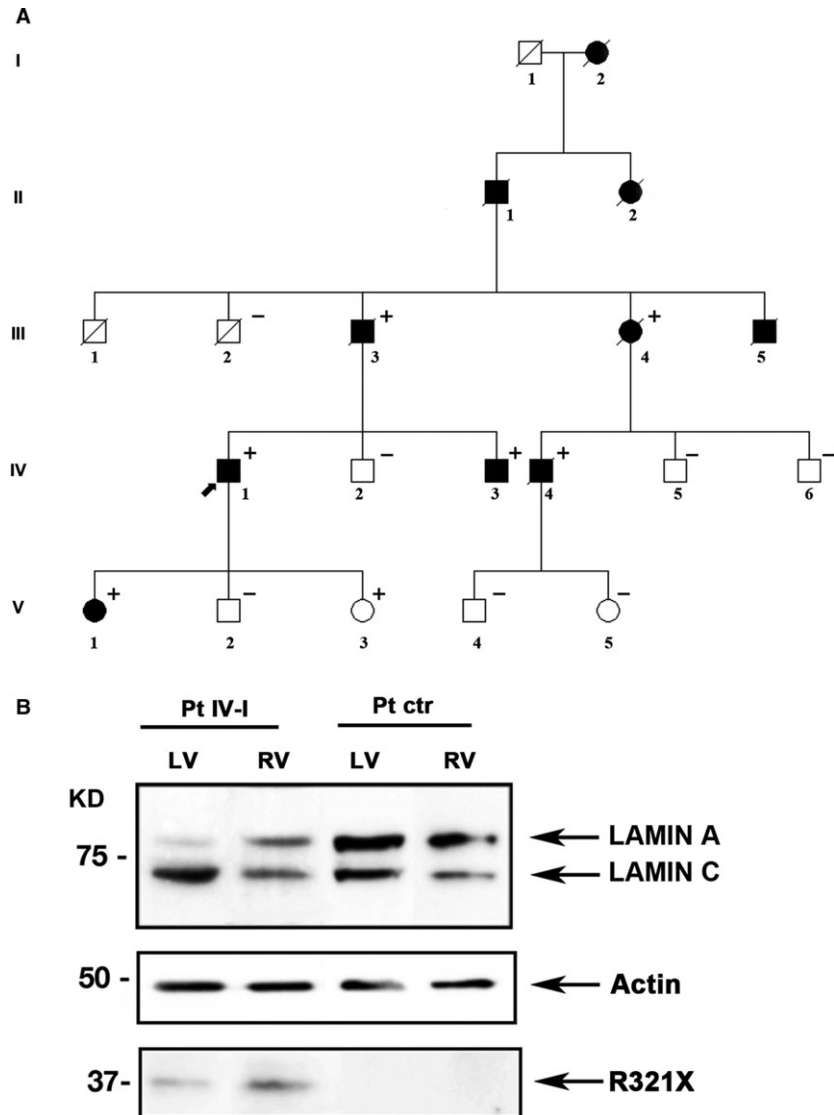 A
I
1 2
II
1 2
III
- + +
1 2 3 4 5
IV
+ - + + - -
1 2 3 4 5 6
V
+ - + - -
1 2 3 4 5
B
Pt IV-I Pt ctr
LV RV LV RV
KD
75 -
LAMIN A
LAMIN C
50 -
Actin
37-
R321X